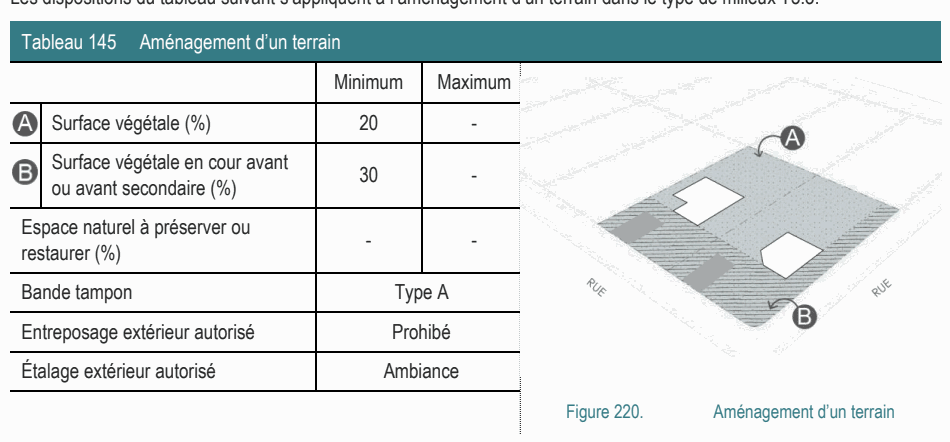 Les dispositions du tableau suivant s'appliquent à l'aménagement d'un terrain dans le type de milieux
Tableau 145 Aménagement d'un terrain
Minimum Maximum
A Surface végétale (%) 20 -
B Surface végétale en cour avant
ou avant secondaire (%) 30 -
Espace naturel à préserver ou
restaurer (%) - -
Bande tampon Type A
Entreposage extérieur autorisé Prohibé
Étalage extérieur autorisé Ambiance
A
RUE
RUE
B
Figure 220. Aménagement d'un terrain